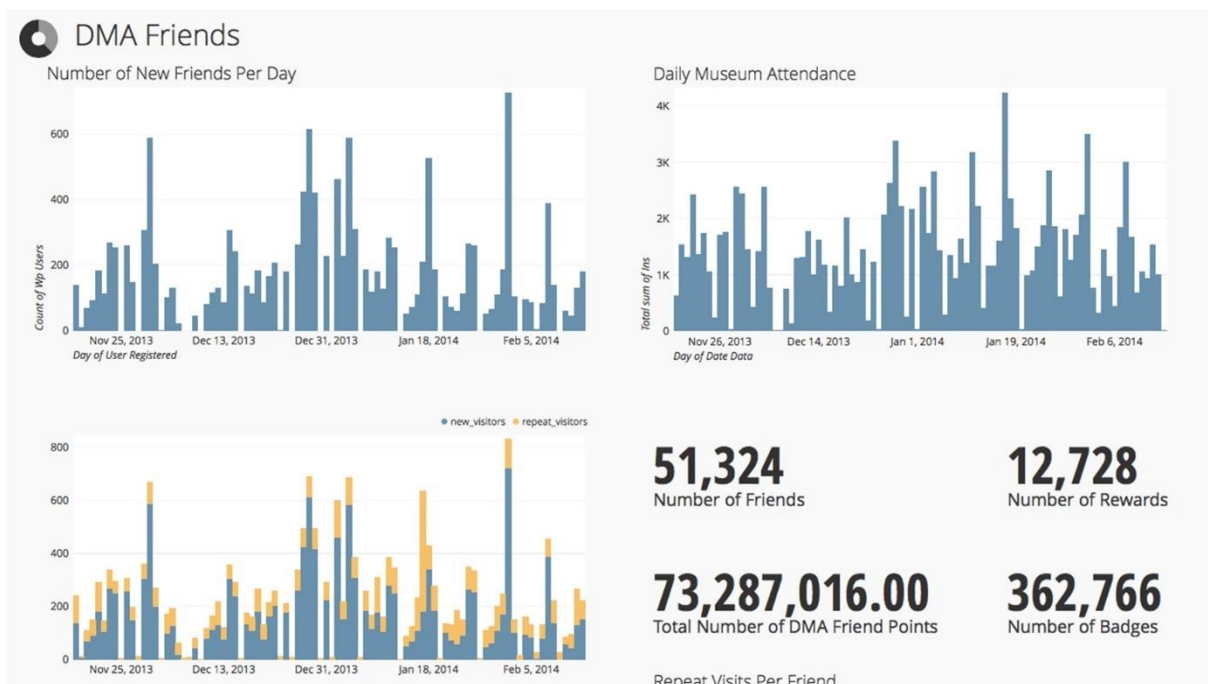 DMA Friends
Number of New Friends Per Day
600
400
200
0
Count of Wp Users
Nov 25, 2013 Dec 13, 2013 Dec 31, 2013 Jan 18, 2014 Feb 5, 2014
Day of User Registered
Daily Museum Attendance
4K
3K
2K
1K
0
Total sum of Ins
Nov 26, 2013 Dec 14, 2013 Jan 1, 2014 Jan 19, 2014 Feb 6, 2014
Day of Date Data
new_visitors repeat_visitors
800
600
400
200
0
Nov 25, 2013 Dec 13, 2013 Dec 31, 2013 Jan 18, 2014 Feb 5, 2014
51,324
Number of Friends
12,728
Number of Rewards
73,287,016.00
Total Number of DMA Friend Points
362,766
Number of Badges
Repeat Visits Per Friend